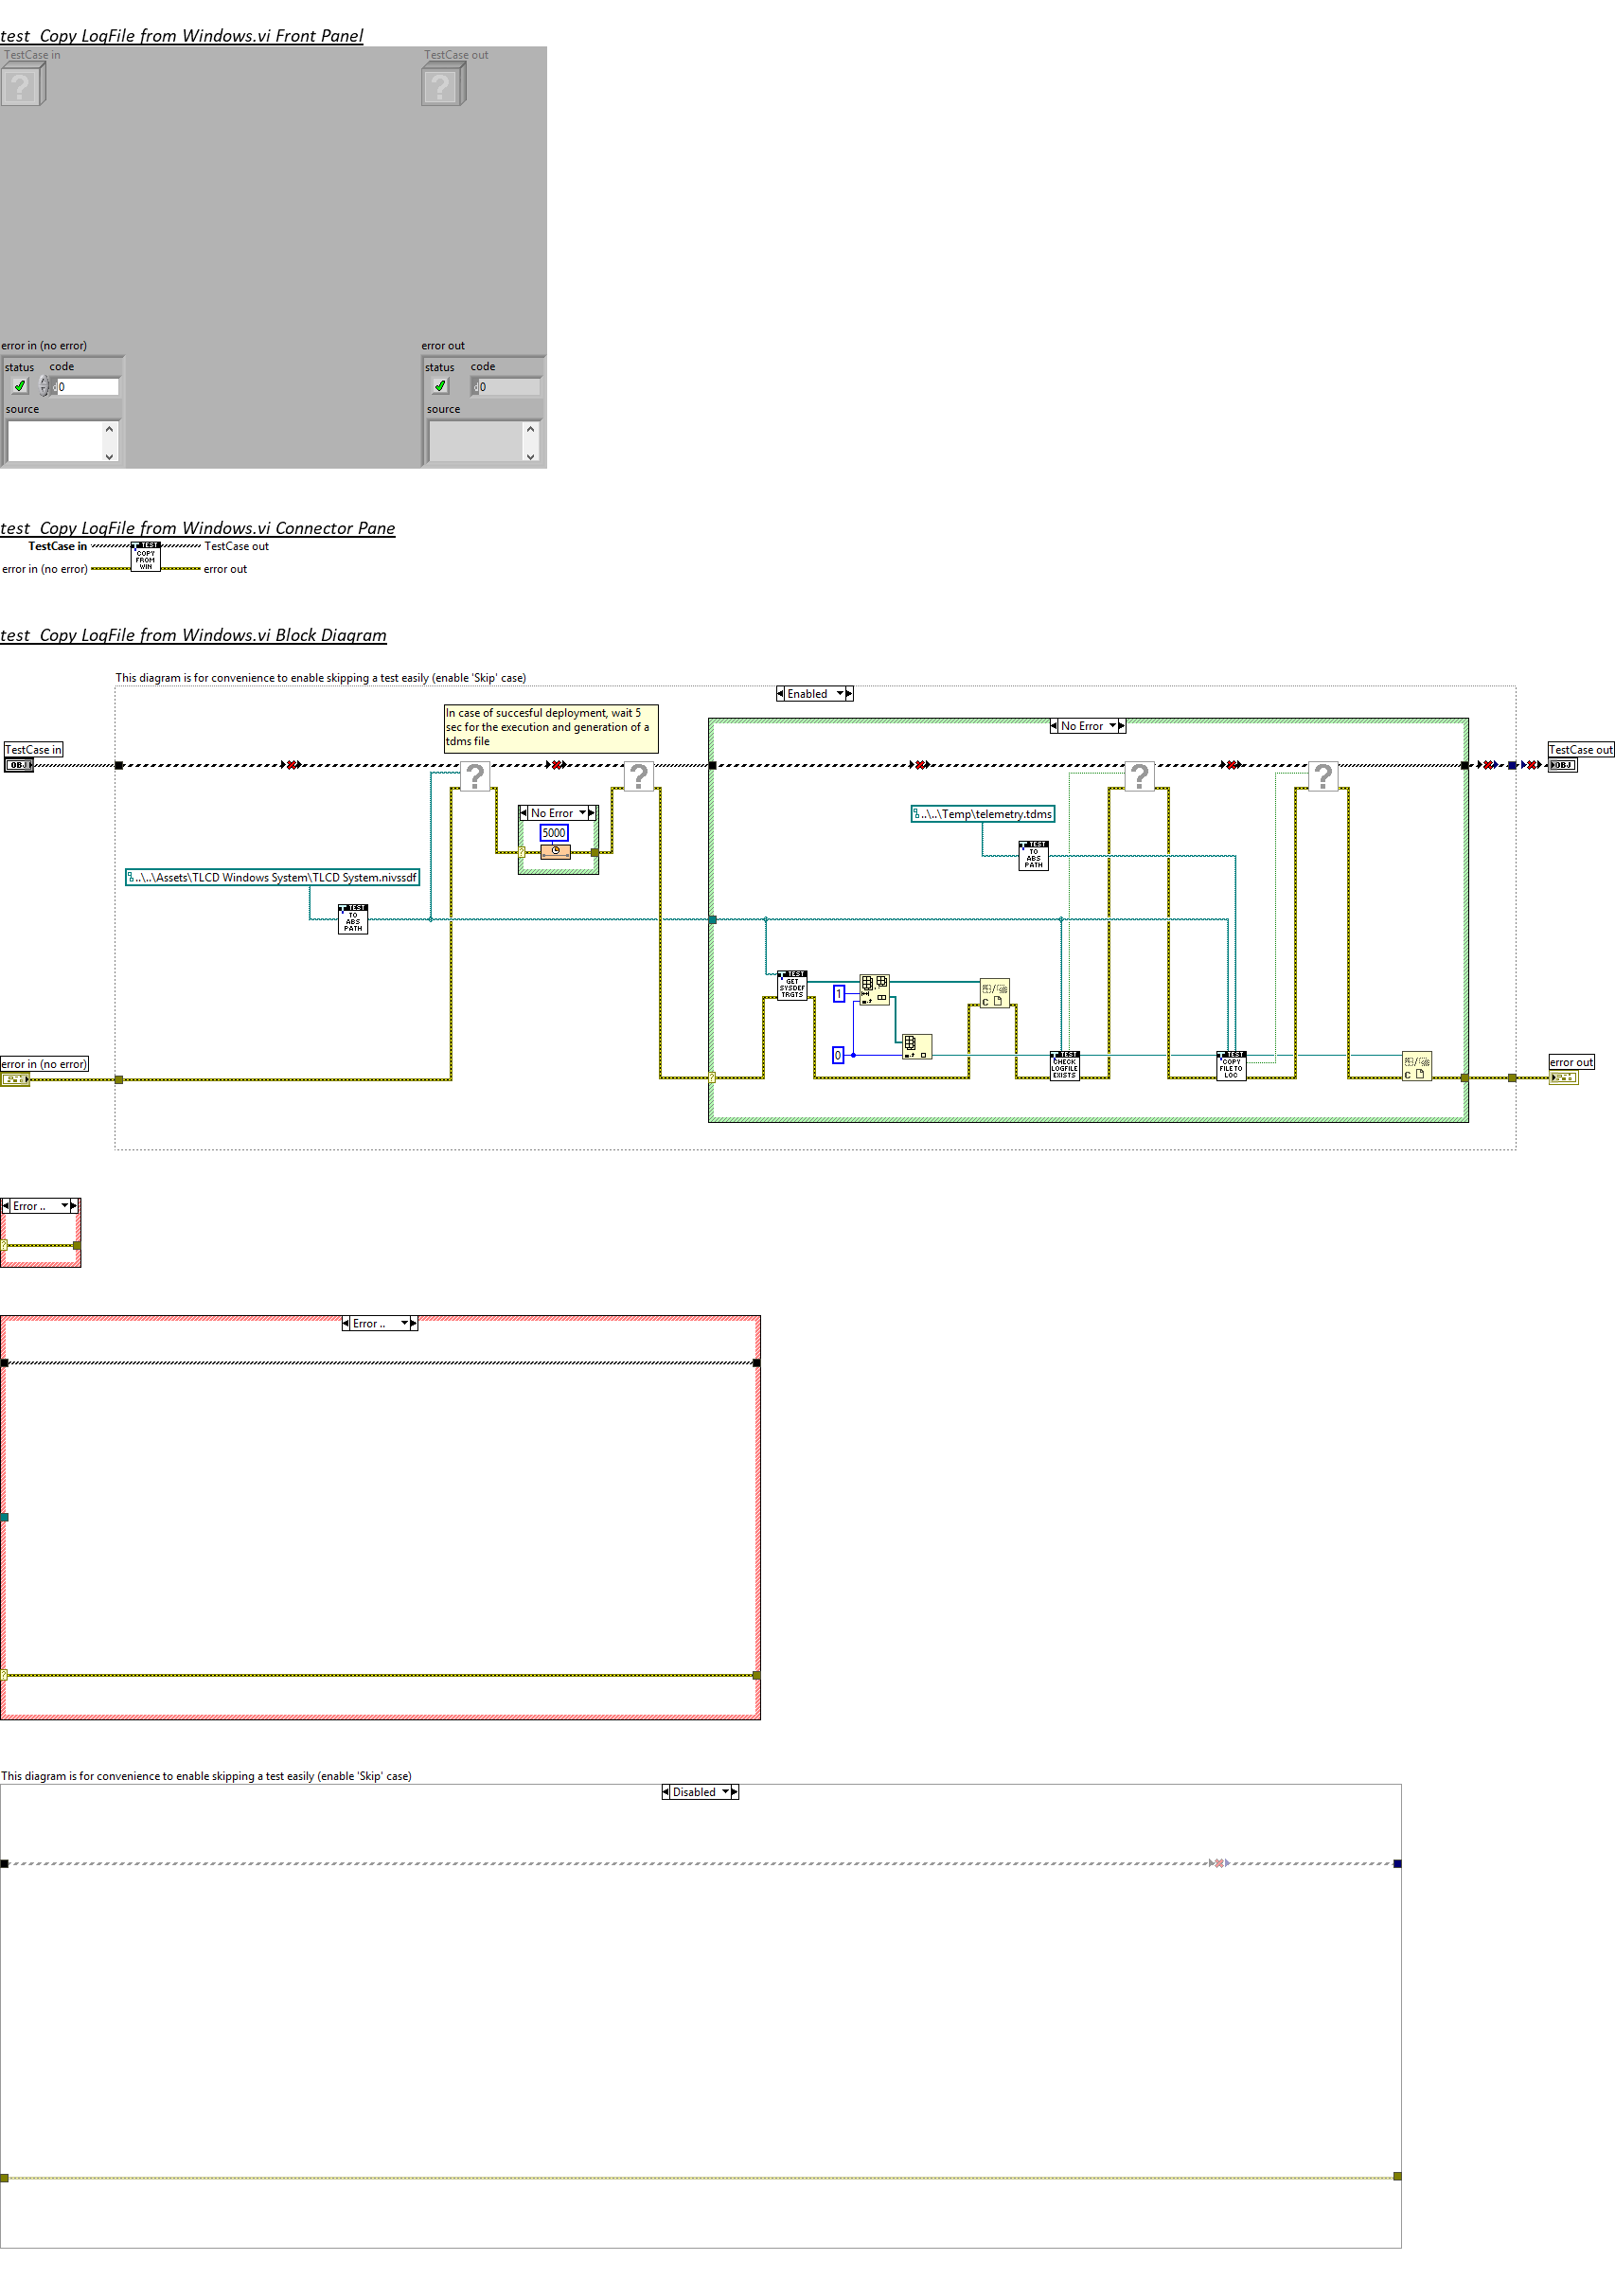 test_Copy LogFile from Windows.vi Front Panel
TestCase in
TestCase out
?
?
error in (no error)
error out
status code
0
source
status code
0
source
test_Copy LogFile from Windows.vi Connector Pane
TestCase in
TestCase out
TEST
COPY
FROM
WIN
error in (no error)
error out
test_Copy LogFile from Windows.vi Block Diagram
This diagram is for convenience to enable skipping a test easily (enable 'Skip' case)
Enabled
In case of succesful deployment, wait 5
sec for the execution and generation of a
tdms file
No Error
TestCase in
OBJ
TestCase out
OBJ
?
?
?
?
No Error
5000
..\..\Temp\telemetry.tdms
TEST
TO
ABS
PATH
..\..\Assets\TLCD Windows System\TLCD System.nivssdf
TEST
TO
ABS
PATH
TEST
GET
SYSDEF
TRGTS
1
0
TEST
CHECK
LOGFILE
EXISTS
TEST
COPY
FILE TO
LOC
error in (no error)
error out
Error ..
Error ..
This diagram is for convenience to enable skipping a test easily (enable 'Skip' case)
Disabled